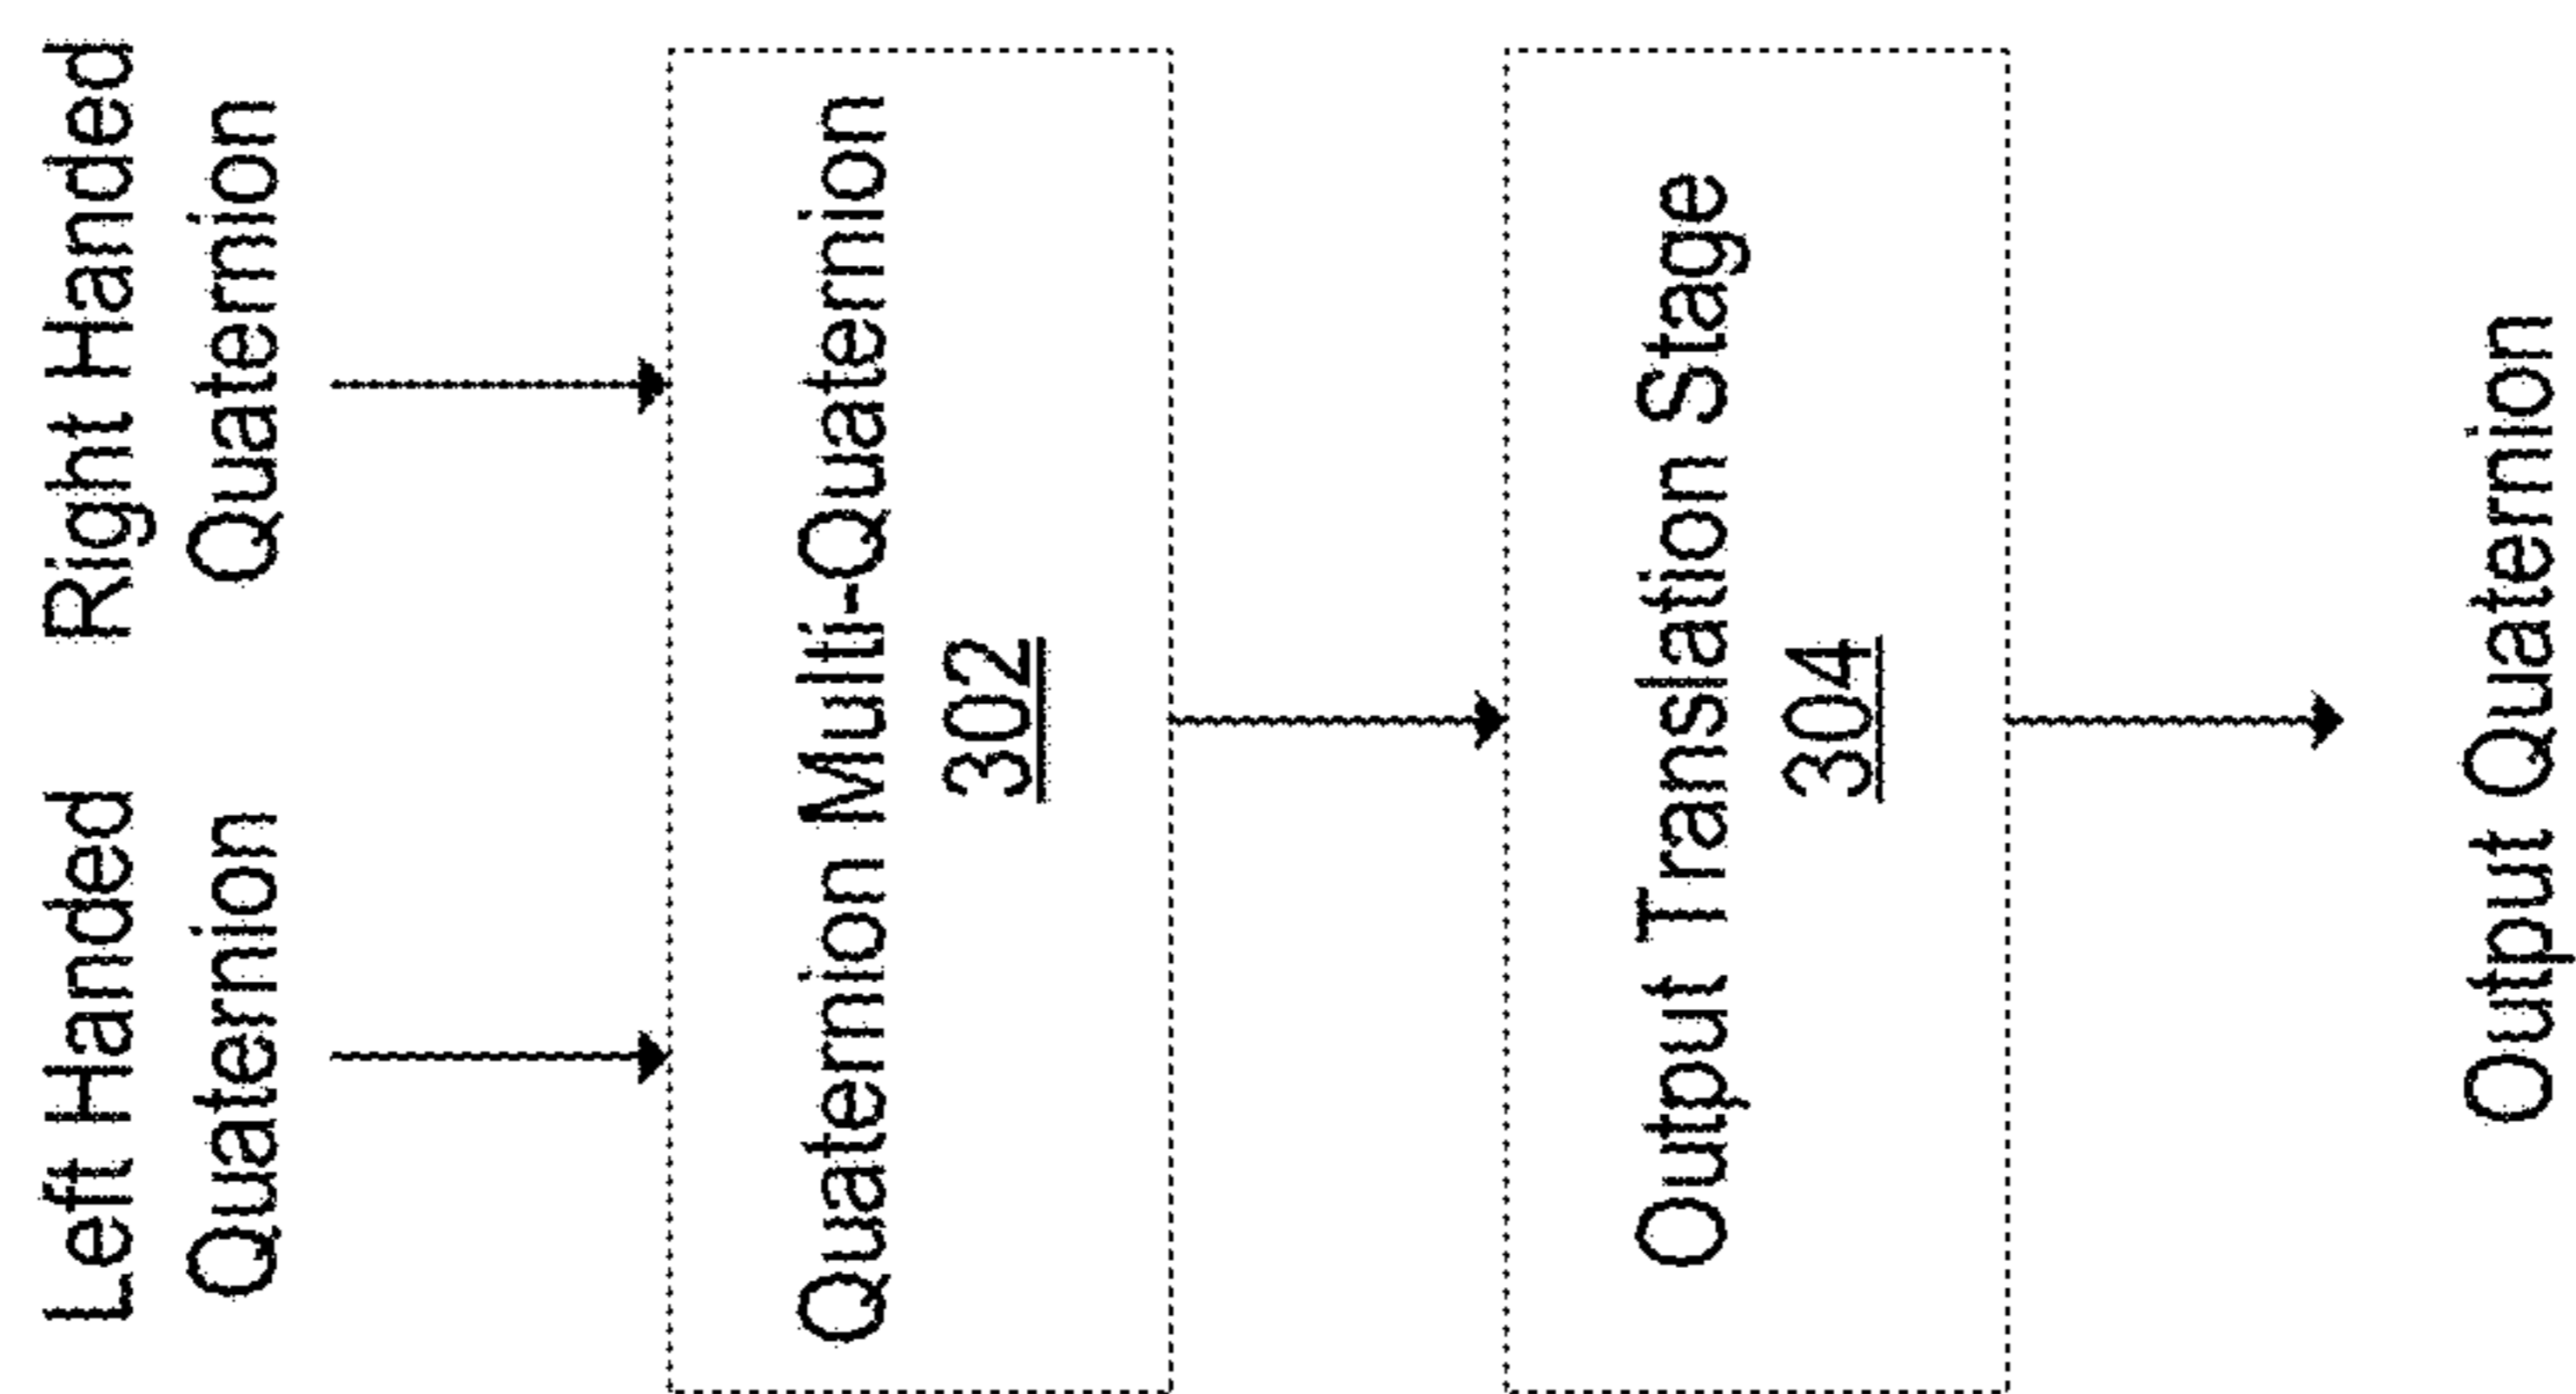 Left Handed
Quaternion
Right Handed
Quaternion
Quaternion Multi-Quaternion
302
Output Translation Stage
304
Output Quaternion